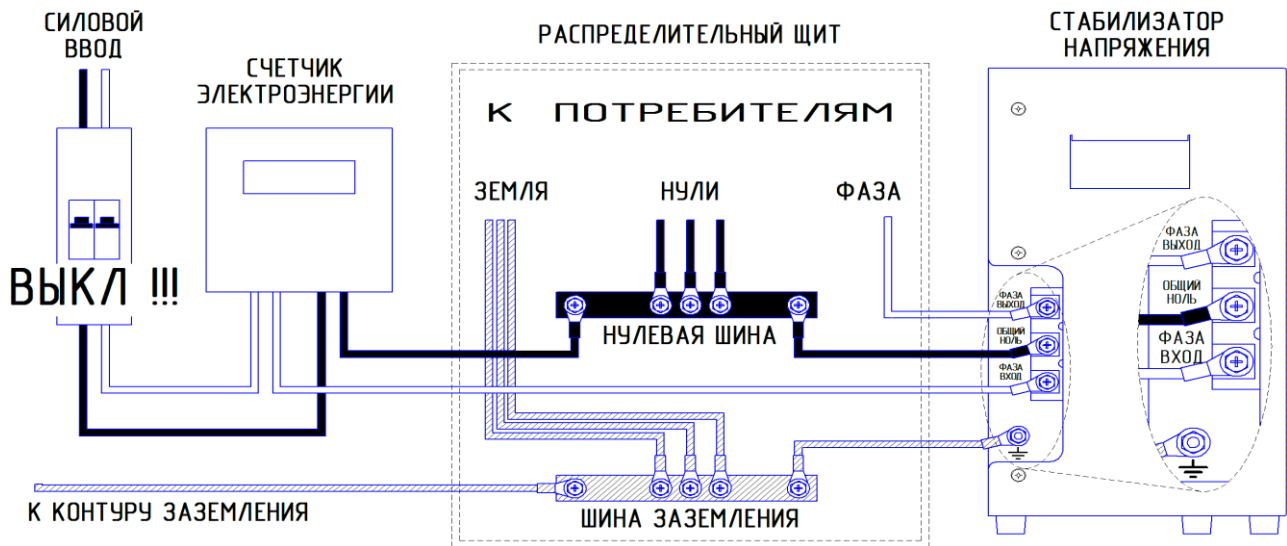 СИЛОВОЙ
ВВОД
СЧЕТЧИК
ЭЛЕКТРОЭНЕРГИИ
РАСПРЕДЕЛИТЕЛЬНЫЙ ЩИТ
СТАБИЛИЗАТОР
НАПРЯЖЕНИЯ
К ПОТРЕБИТЕЛЯМ
ЗЕМЛЯ
НУЛИ
ФАЗА
ВЫКЛ !!!
НУЛЕВАЯ ШИНА
ФАЗА
ВЫХОД
ОБЩИЙ
НОЛЬ
ФАЗА
ВХОД
ФАЗА
ВЫХОД
ОБЩИЙ
НОЛЬ
ФАЗА
ВХОД
К КОНТУРУ ЗАЗЕМЛЕНИЯ
ШИНА ЗАЗЕМЛЕНИЯ